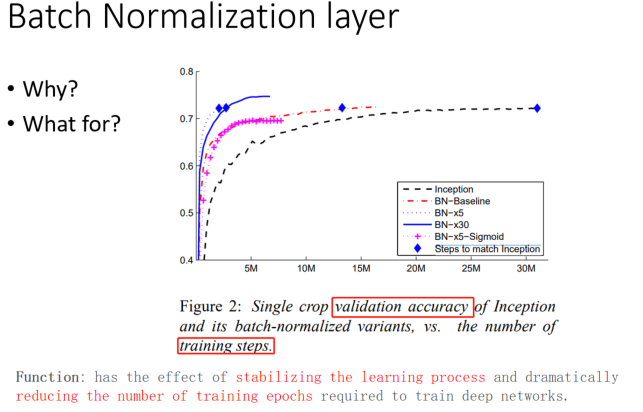 Batch Normalization layer
• Why?
• What for?
0.8
0.7
0.6
0.5
0.4
5M 10M 15M 20M 25M 30M
Inception
BN−Baseline
BN−x5
BN−x30
BN−x5−Sigmoid
Steps to match Inception
Figure 2: Single crop validation accuracy of Inception
and its batch-normalized variants, vs. the number of
training steps.
Function: has the effect of stabilizing the learning process and dramatically
reducing the number of training epochs required to train deep networks.